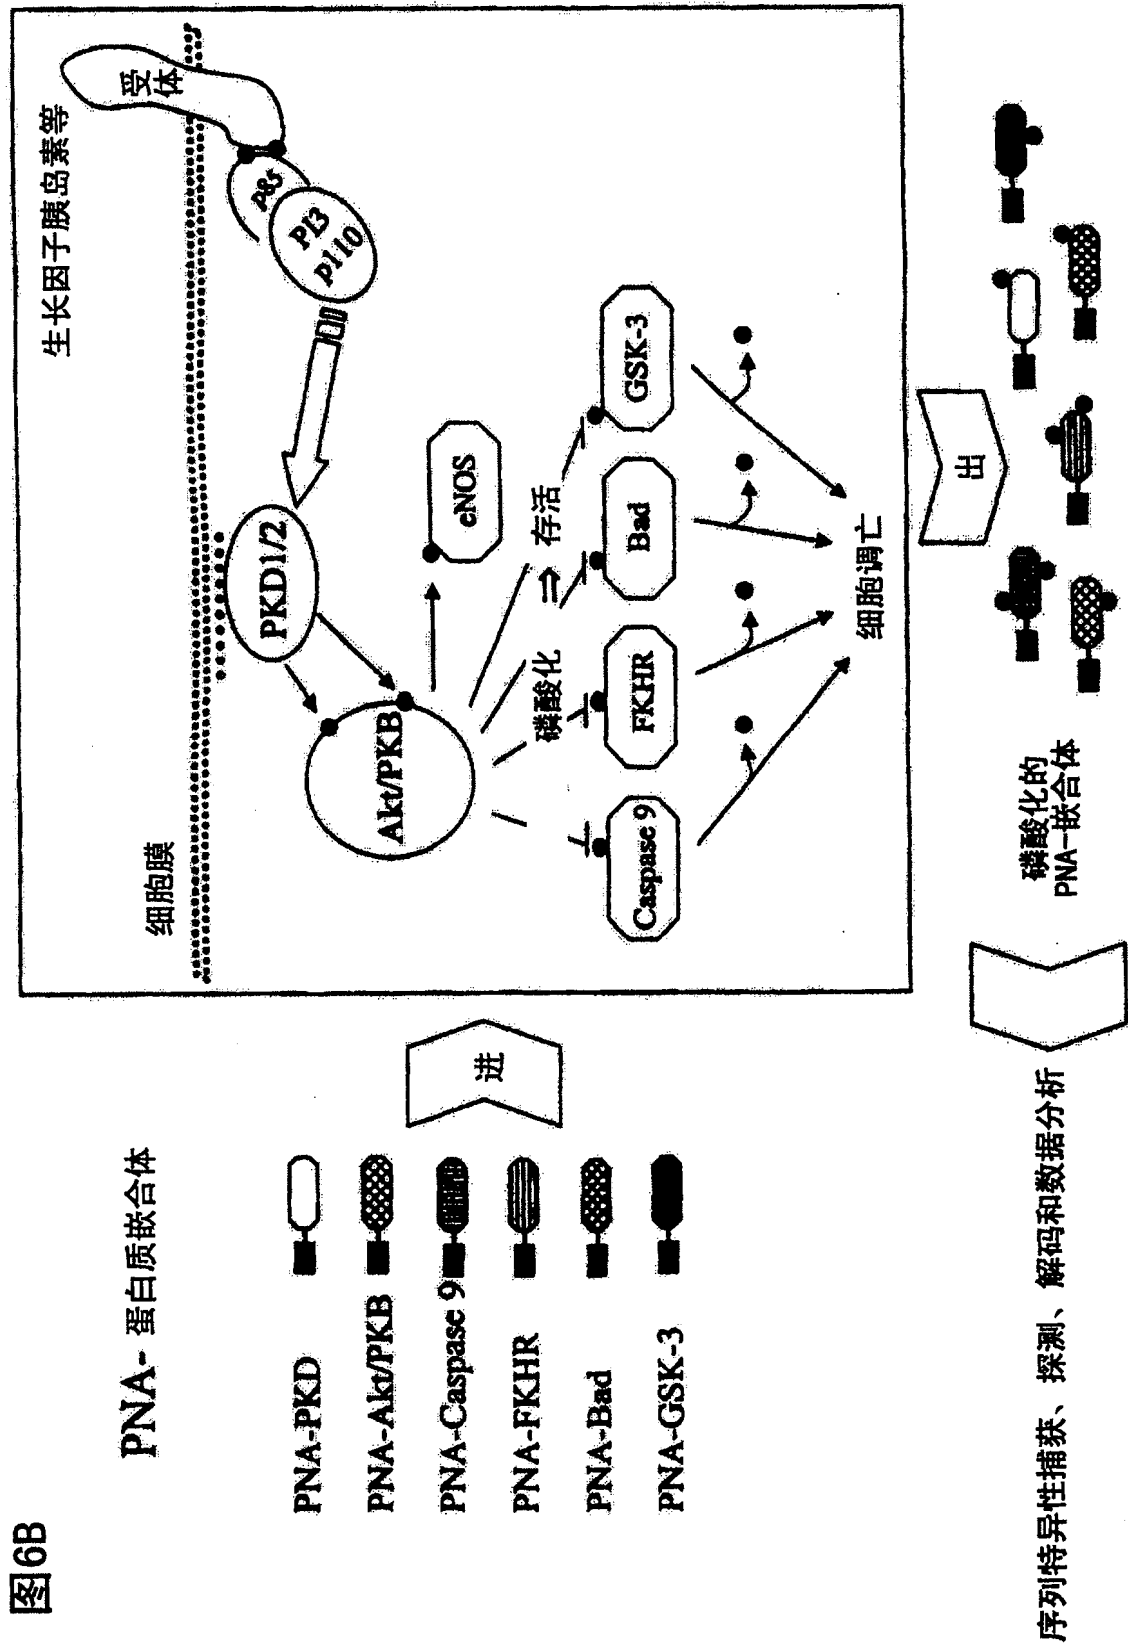 图6B
PNA- 蛋白质嵌合体
PNA-PKD
PNA-Akt/PKB
PNA-Caspase 9
PNA-FKHR
PNA-Bad
PNA-GSK-3
进
生长因子胰岛素等
细胞膜
受体
P85
PI3
P110
PKD1/2
Akt/PKB
eNOS
磷酸化 ⇒ 存活
Caspase 9
FKHR
Bad
GSK-3
细胞调亡
出
磷酸化的
PNA-嵌合体
序列特异性捕获、探测、解码和数据分析